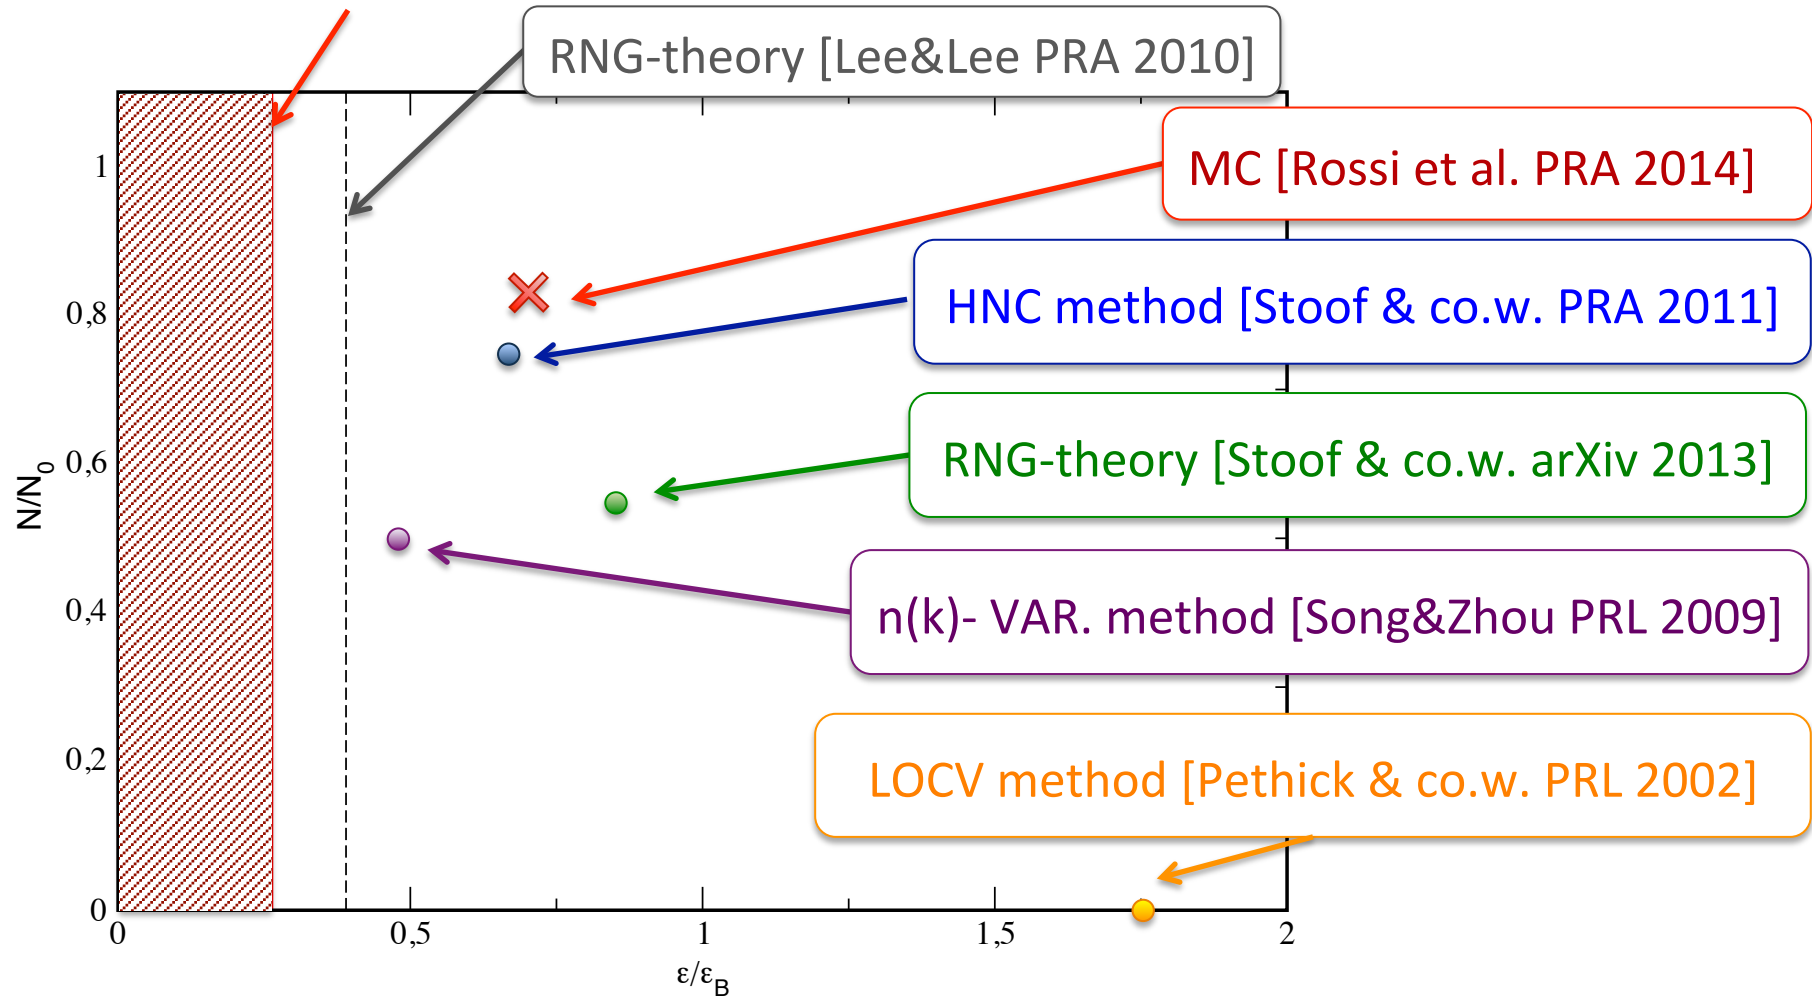 RNG-theory [Lee&Lee PRA 2010]
MC [Rossi et al. PRA 2014]
HNC method [Stoof & co.w. PRA 2011]
RNG-theory [Stoof & co.w. arXiv 2013]
n(k)- VAR. method [Song&Zhou PRL 2009]
LOCV method [Pethick & co.w. PRL 2002]
1
0,8
0,6
0,4
0,2
0
N/N0
0 0,5 1 1,5 2
ε/εB